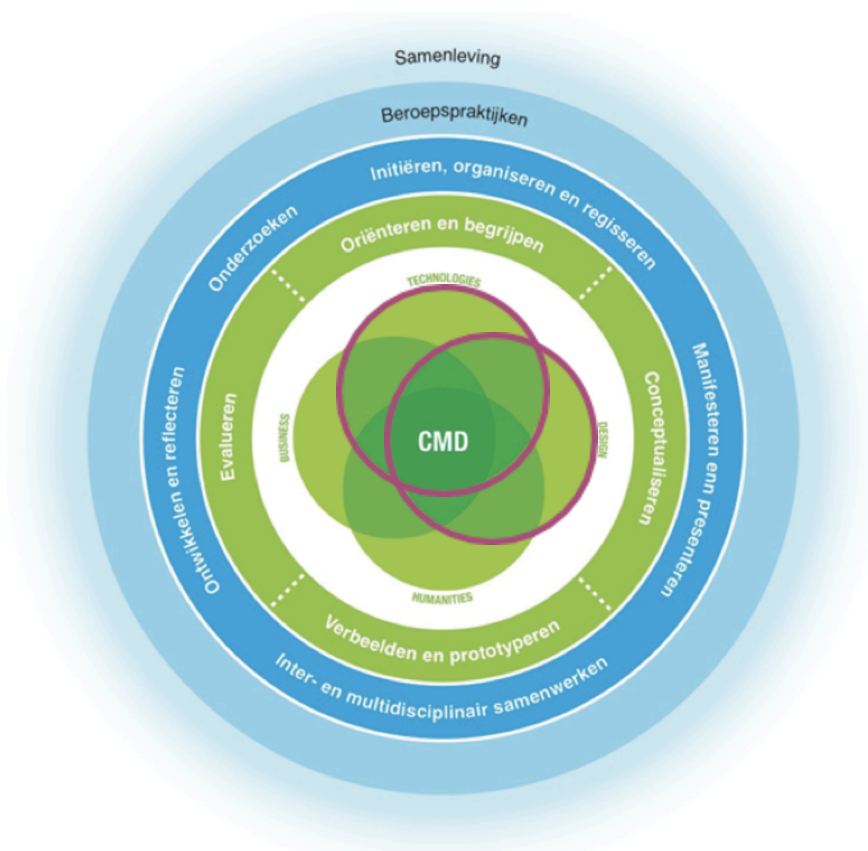 Samenleving
Beroepspraktijken
Initiëren, organiseren en regisseren
Onderzoeken
Oriënteren en begrijpen
TECHNOLOGIES
Manifesteren enn presenteren
Conceptualiseren
Evalueren
BUSINESS
CMD
DESIGN
Ontwikkelen en reflecteren
HUMANITIES
Verbeelden en prototyperen
Inter- en multidisciplinair samenwerken